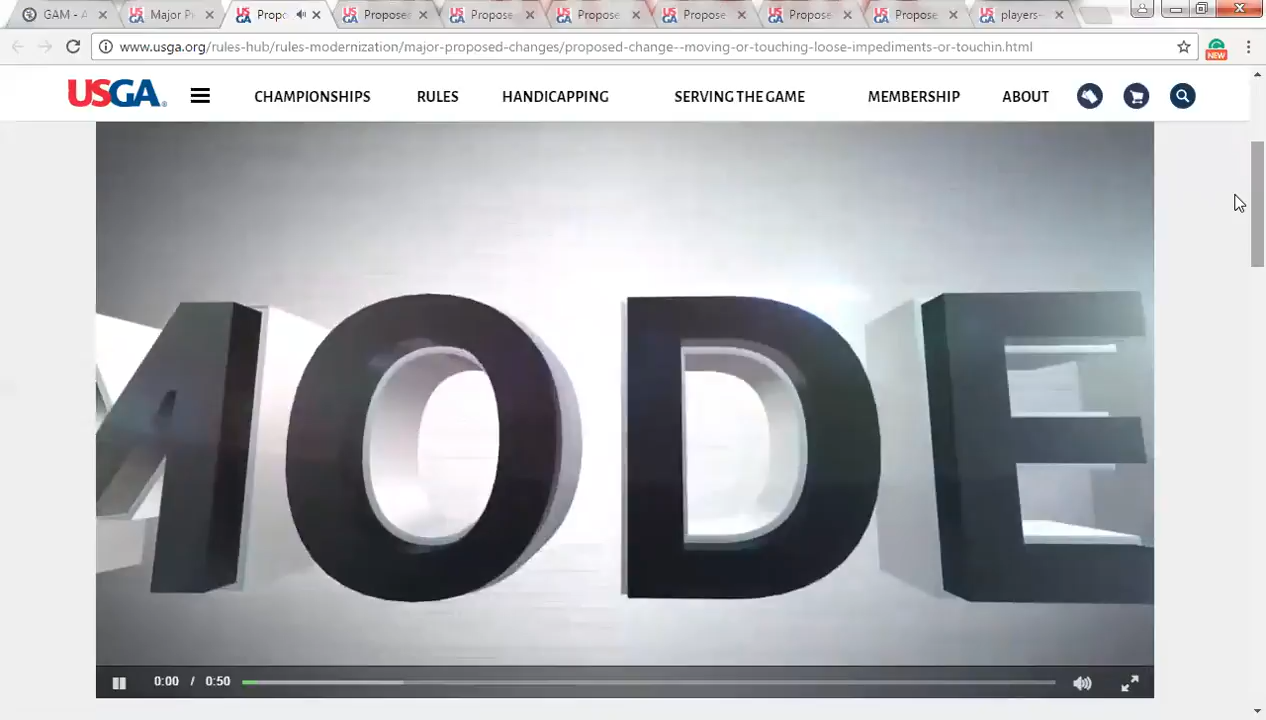 GAM - A
Major Pr
Propo
Propose
Propose
Propose
Propose
Propose
Propose
players-
www.usga.org/rules-hub/rules-modernization/major-proposed-changes/proposed-change--moving-or-touching-loose-impediments-or-touchin.html
NEW
USGA
CHAMPIONSHIPS
RULES
HANDICAPPING
SERVING THE GAME
MEMBERSHIP
ABOUT
MODE
0:00 / 0:50